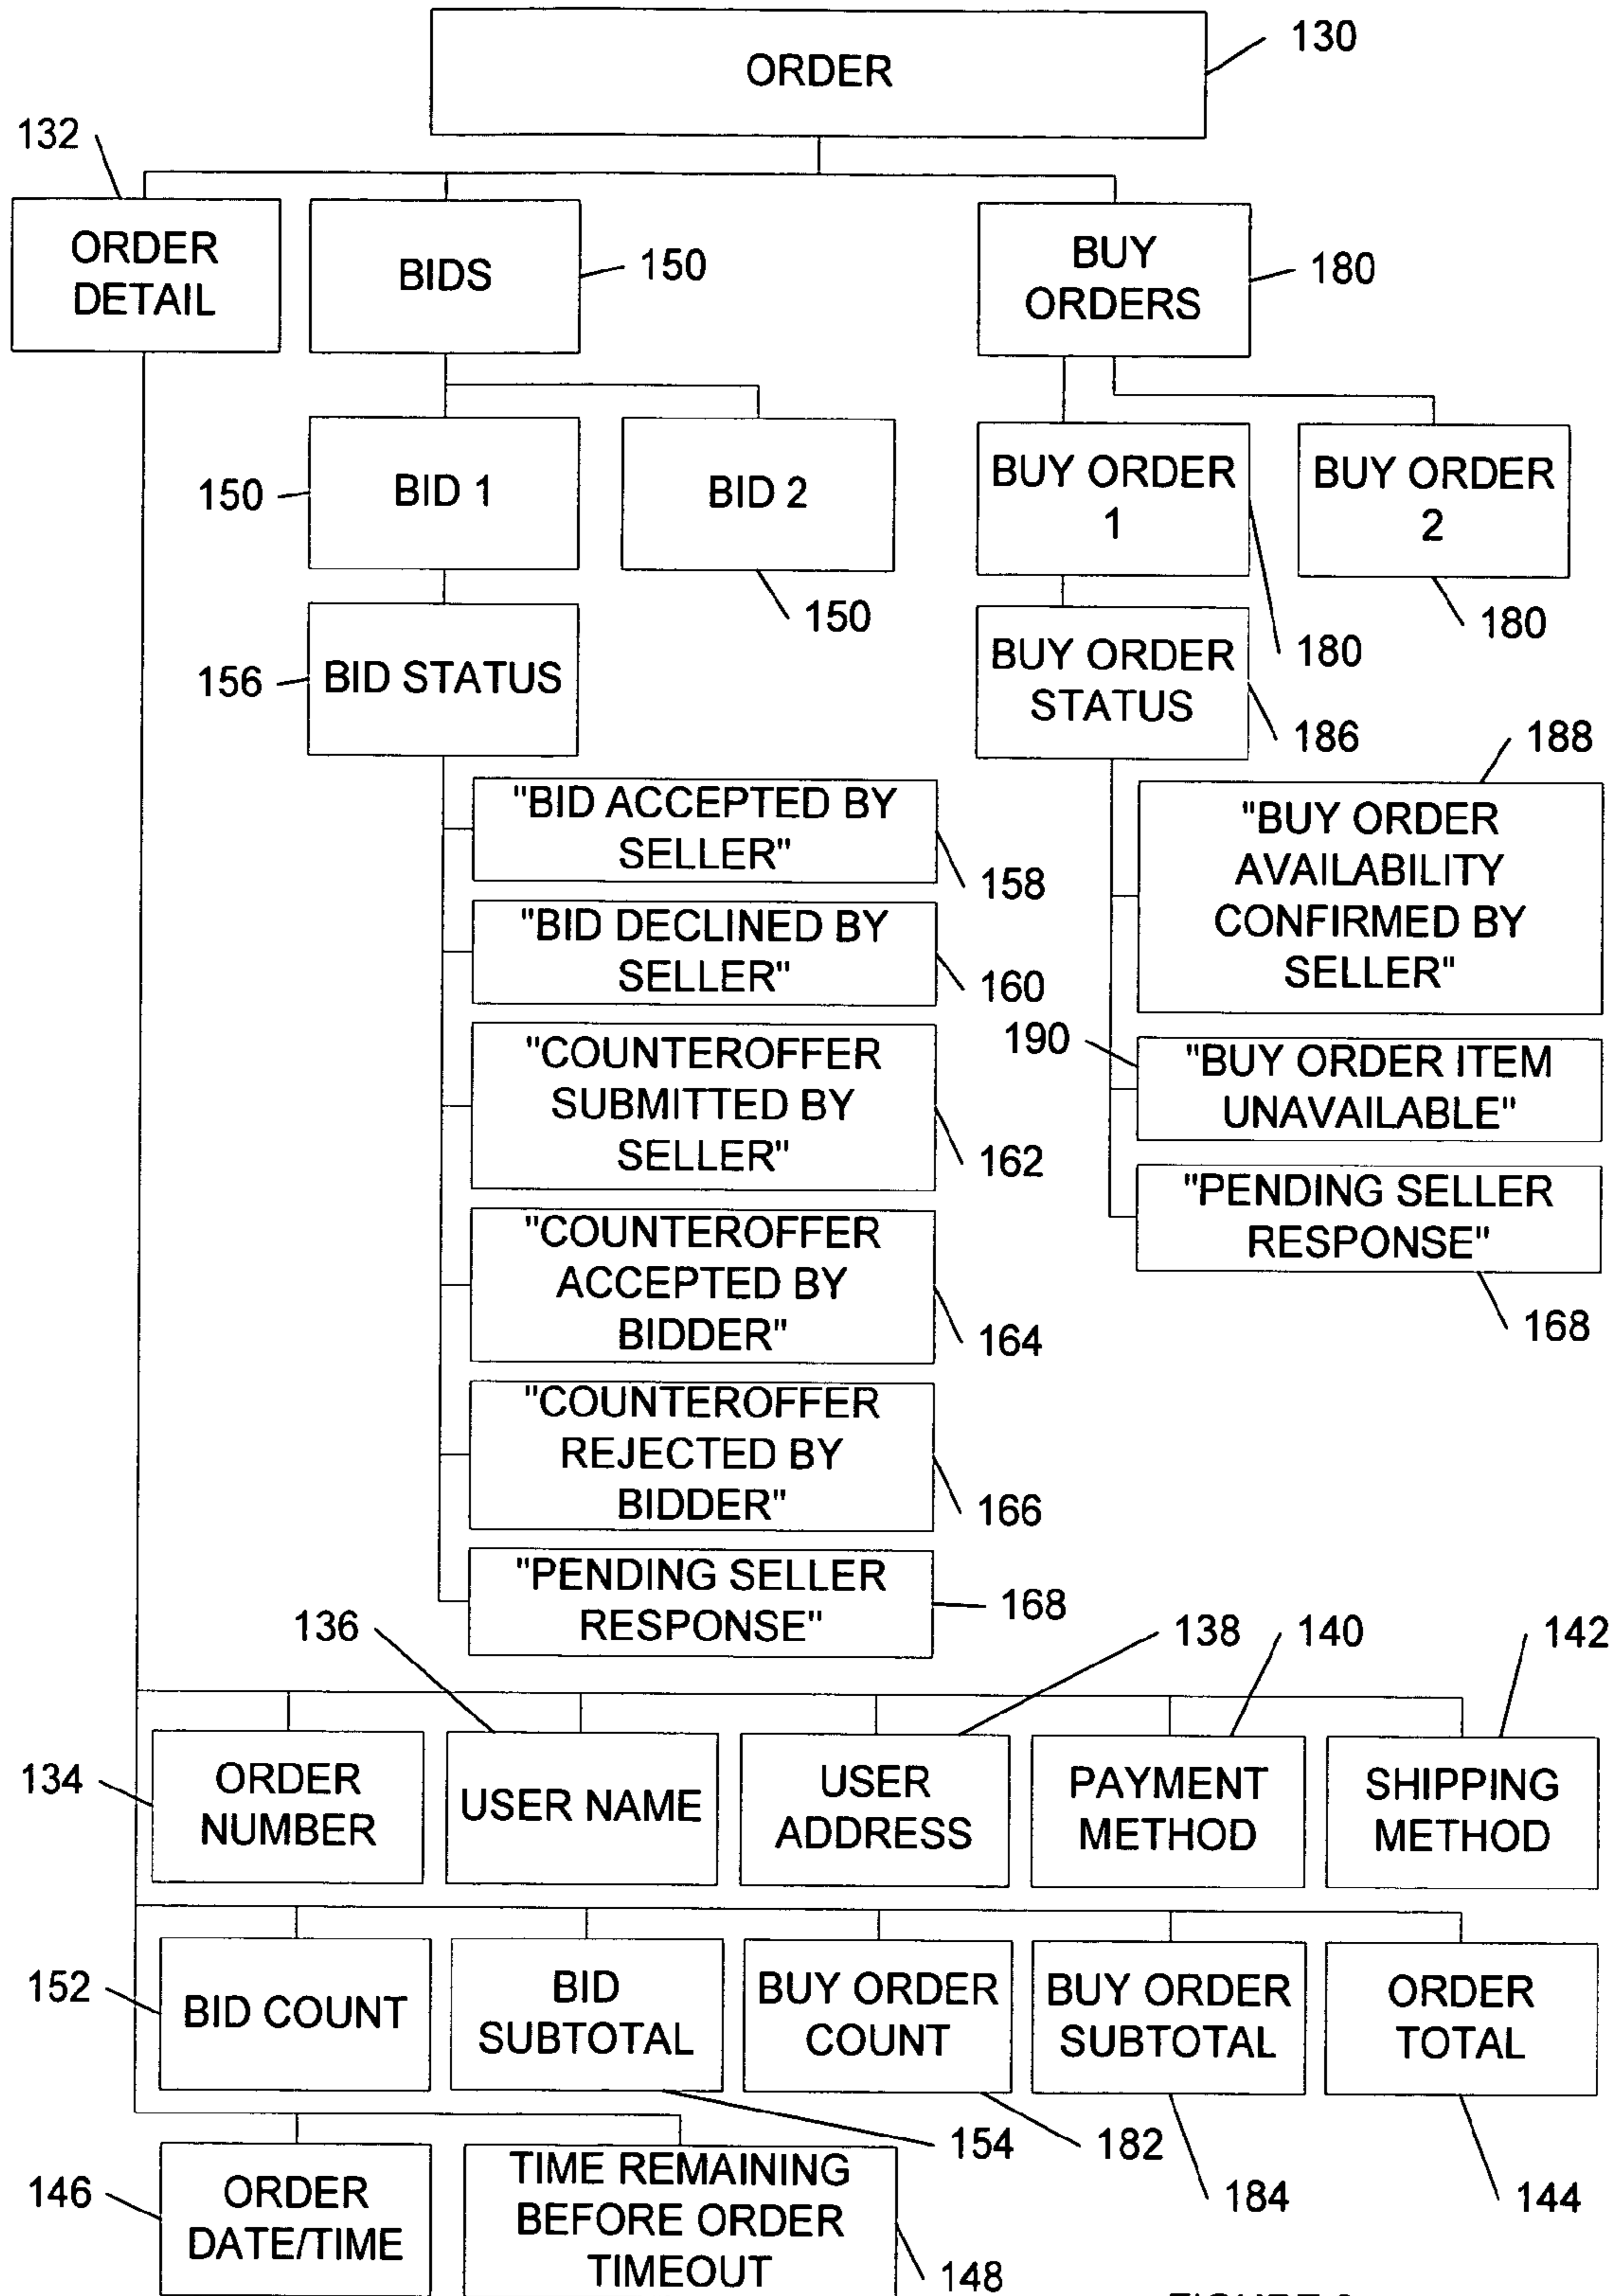 ORDER
130
132
ORDER
DETAIL
BIDS
150
BUY
ORDERS
180
150
BID 1
BID 2
150
BUY ORDER
1
180
BUY ORDER
2
180
156
BID STATUS
BUY ORDER
STATUS
186
"BID ACCEPTED BY
SELLER"
158
"BID DECLINED BY
SELLER"
160
"COUNTEROFFER
SUBMITTED BY
SELLER"
162
"COUNTEROFFER
ACCEPTED BY
BIDDER"
164
"COUNTEROFFER
REJECTED BY
BIDDER"
166
"PENDING SELLER
RESPONSE"
168
188
"BUY ORDER
AVAILABILITY
CONFIRMED BY
SELLER"
190
"BUY ORDER ITEM
UNAVAILABLE"
"PENDING SELLER
RESPONSE"
168
136
138
140
142
134
ORDER
NUMBER
USER NAME
USER
ADDRESS
PAYMENT
METHOD
SHIPPING
METHOD
152
BID COUNT
BID
SUBTOTAL
BUY ORDER
COUNT
BUY ORDER
SUBTOTAL
ORDER
TOTAL
154
182
184
144
146
ORDER
DATE/TIME
TIME REMAINING
BEFORE ORDER
TIMEOUT
148